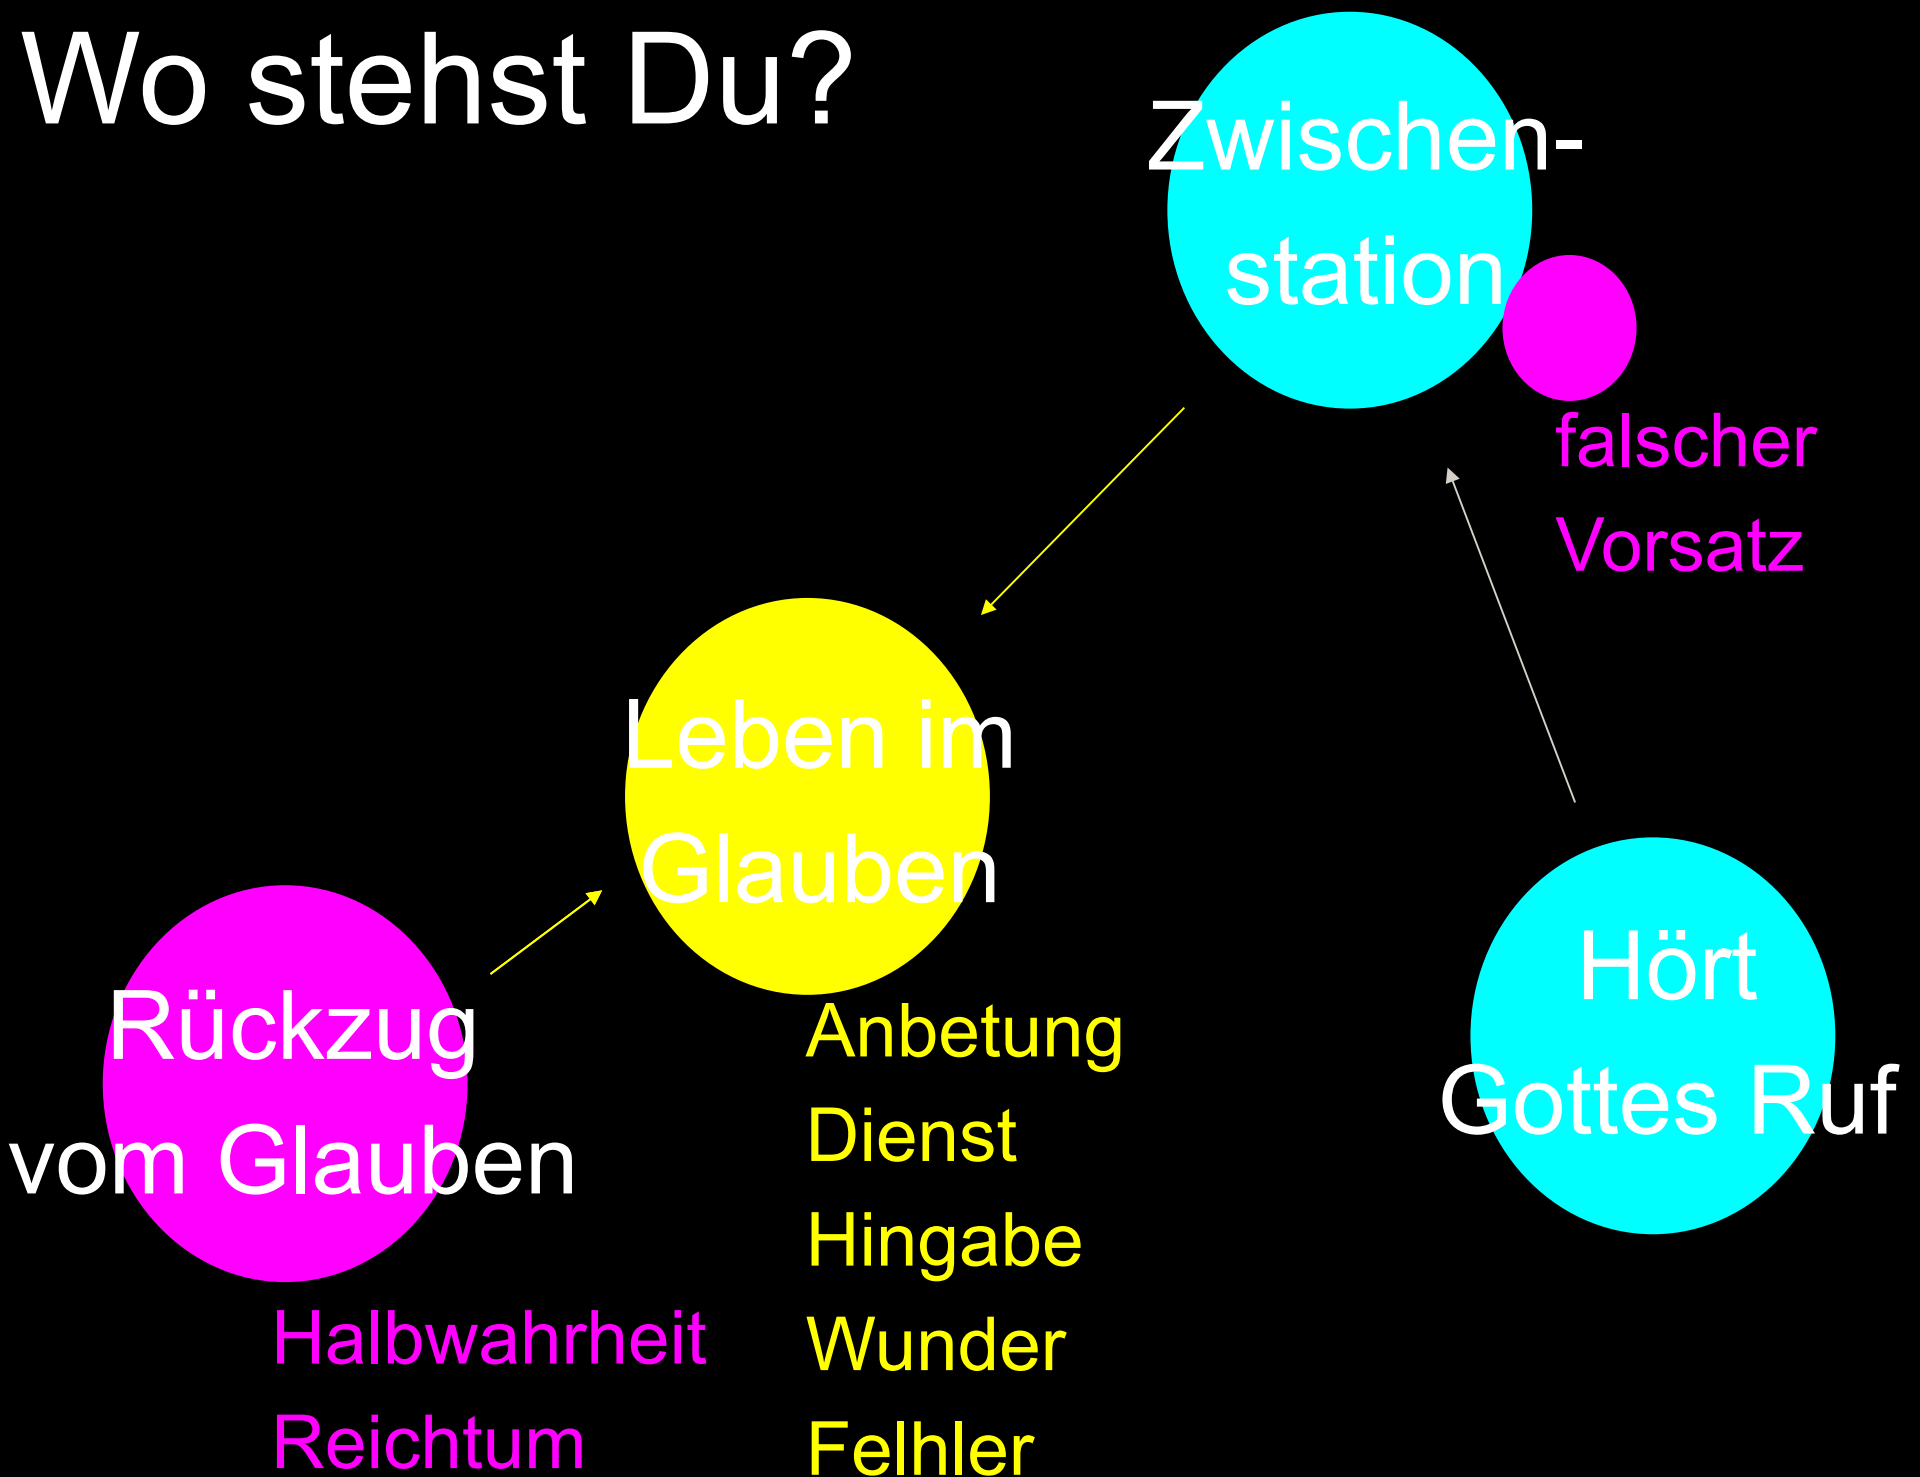 Wo stehst Du?
Zwischen-
station
falscher
Vorsatz
Leben im
Glauben
Anbetung
Dienst
Hingabe
Wunder
Felhler
Rückzug
vom Glauben
Halbwahrheit
Reichtum
Hört
Gottes Ruf